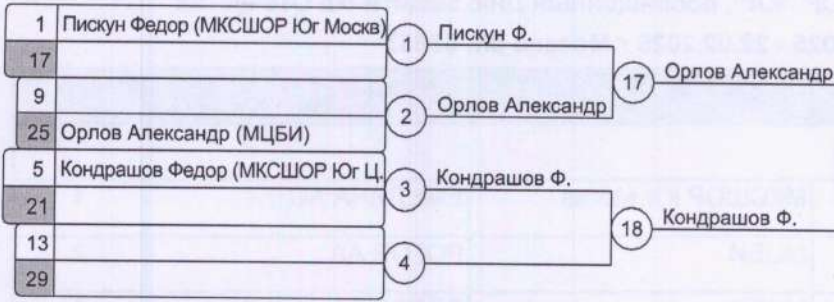 1 Пискун Федор (МКСШОР Юг Москв)
17
1
Пискун Ф.
9
25 Орлов Александр (МЦБИ)
2
Орлов Александр
17
Орлов Александр
5 Кондрашов Федор (МКСШОР Юг Ц.
21
3
Кондрашов Ф.
13
29
4
18
Кондрашов Ф.